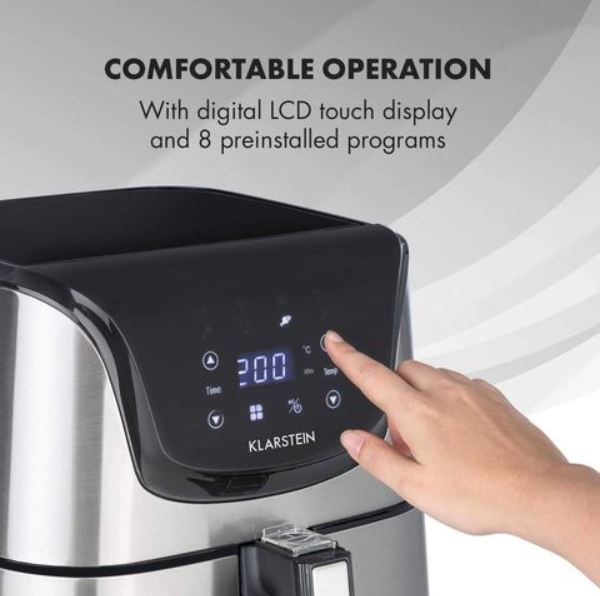 COMFORTABLE OPERATION
With digital LCD touch display
and 8 preinstalled programs
200
°C
Min
Time
Temp
KLARSTEIN